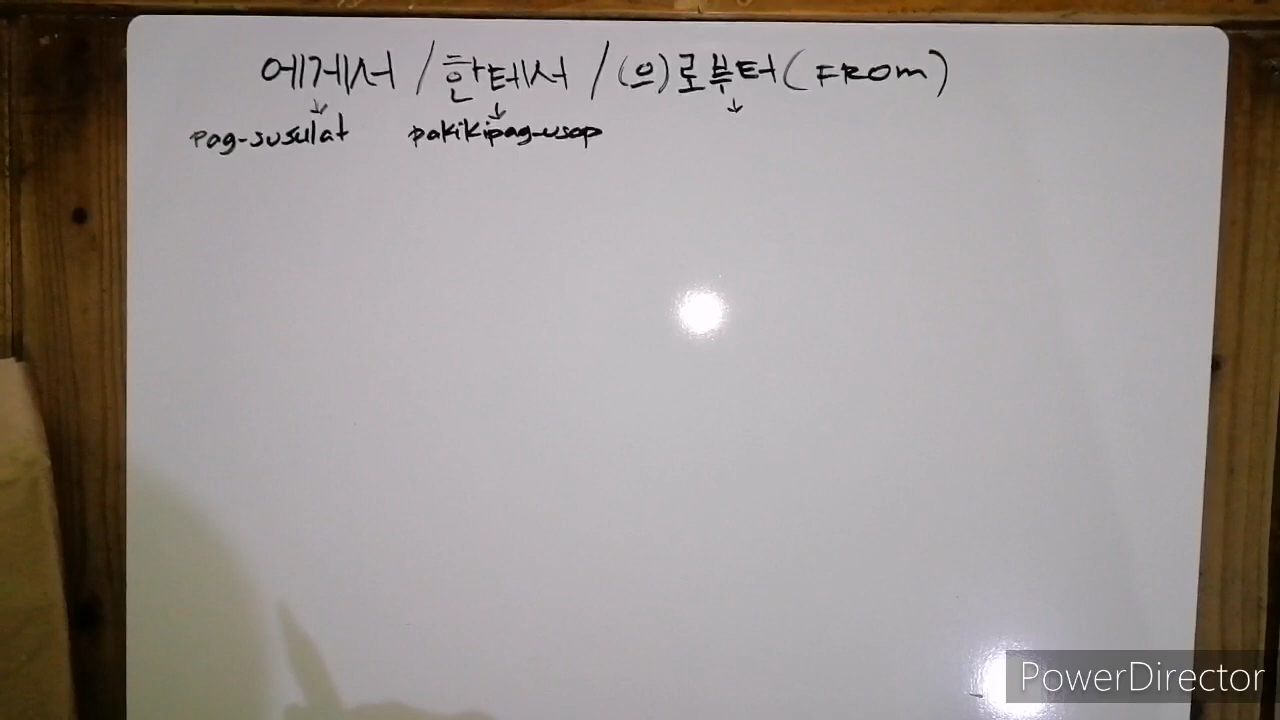 에게서 / 한테서 / (으)로부터 (FROM)
↓ ↓ ↓
pag-susulat pakikipag-usap
PowerDirector